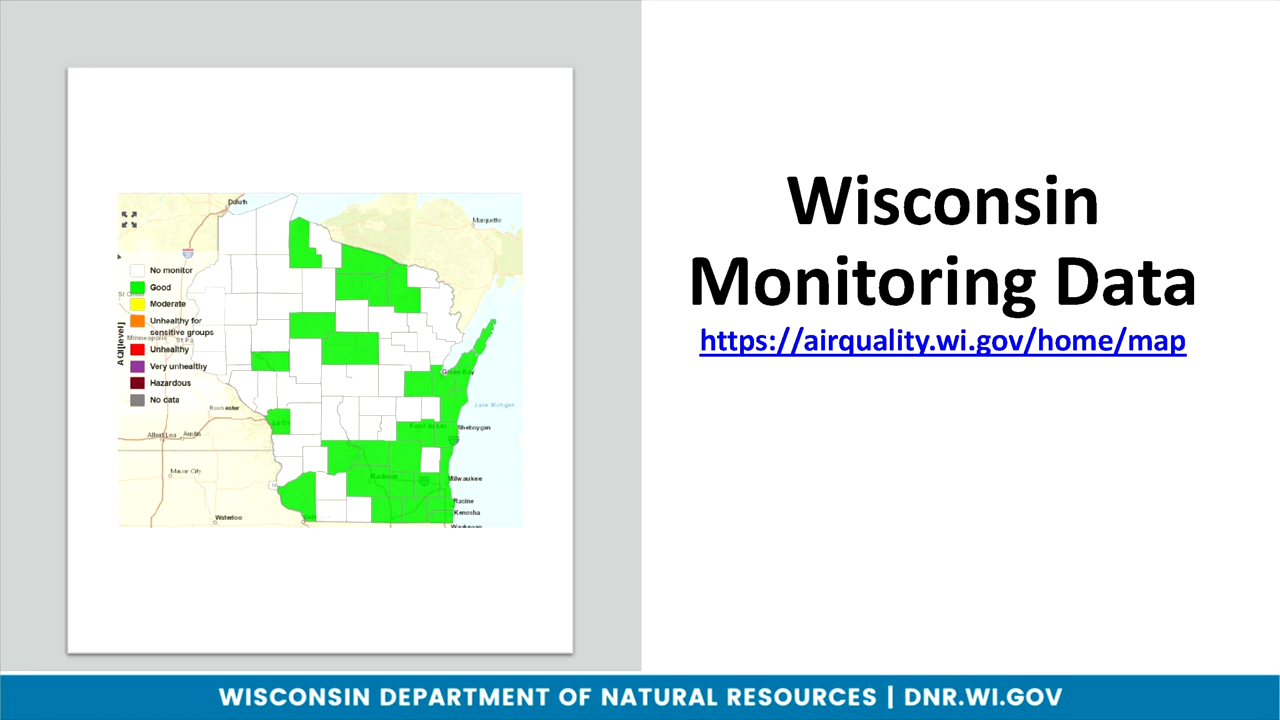 Duluth
Marquette
No monitor
Good
Moderate
Unhealthy for
sensitive groups
Unhealthy
Very unhealthy
Hazardous
No data
AQI[level]
Minneapolis
St Pa
Rochester
Albert Lea
Austin
Mason City
Waterloo
Green Bay
Lake Michigan
Fond du Lac
Sheboygan
Madison
Milwaukee
Racine
Kenosha
Waukegan
Wisconsin
Monitoring Data
https://airquality.wi.gov/home/map
WISCONSIN DEPARTMENT OF NATURAL RESOURCES | DNR.WI.GOV